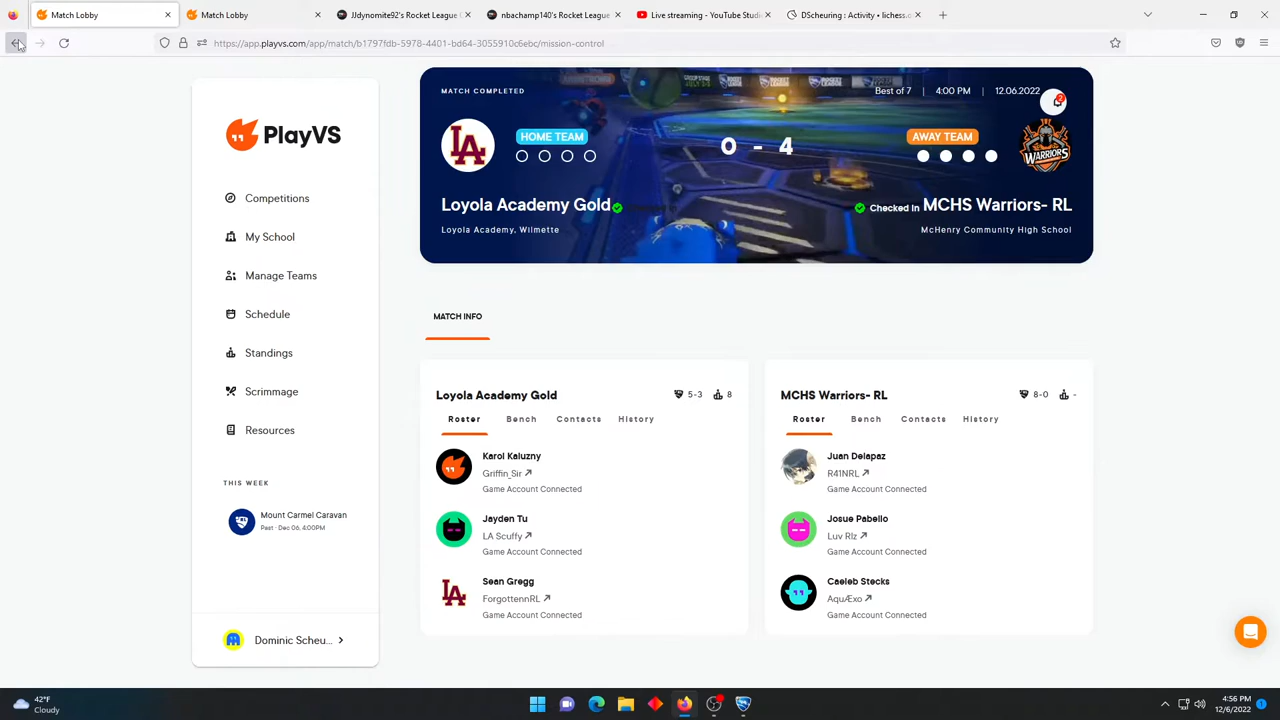 Match Lobby
Match Lobby
JJdynomite92's Rocket League
nbachamp140's Rocket League
Live streaming - YouTube Studi
DScheuring : Activity • lichess.o
https://app.playvs.com/app/match/b1797fdb-5978-4401-bd64-3055910c6ebc/mission-control
PlayVS
Competitions
My School
Manage Teams
Schedule
Standings
Scrimmage
Resources
THIS WEEK
Mount Carmel Caravan
Past · Dec 06, 4:00PM
Dominic Scheu...
MATCH COMPLETED
Best of 7 | 4:00 PM | 12.06.2022
2
LA
HOME TEAM
0 - 4
AWAY TEAM
WARRIORS
Loyola Academy Gold
Checked In MCHS Warriors- RL
Loyola Academy, Wilmette
McHenry Community High School
MATCH INFO
Loyola Academy Gold
5-3
8
Roster Bench Contacts History
Karol Kaluzny
Griffin_Sir
Game Account Connected
Jayden Tu
LA Scuffy
Game Account Connected
LA
Sean Gregg
ForgottennRL
Game Account Connected
MCHS Warriors- RL
8-0
-
Roster Bench Contacts History
Juan Delapaz
R41NRL
Game Account Connected
Josue Pabello
Luv Rlz
Game Account Connected
Caeleb Stecks
AquÆxo
Game Account Connected
42°F
Cloudy
4:56 PM
12/6/2022